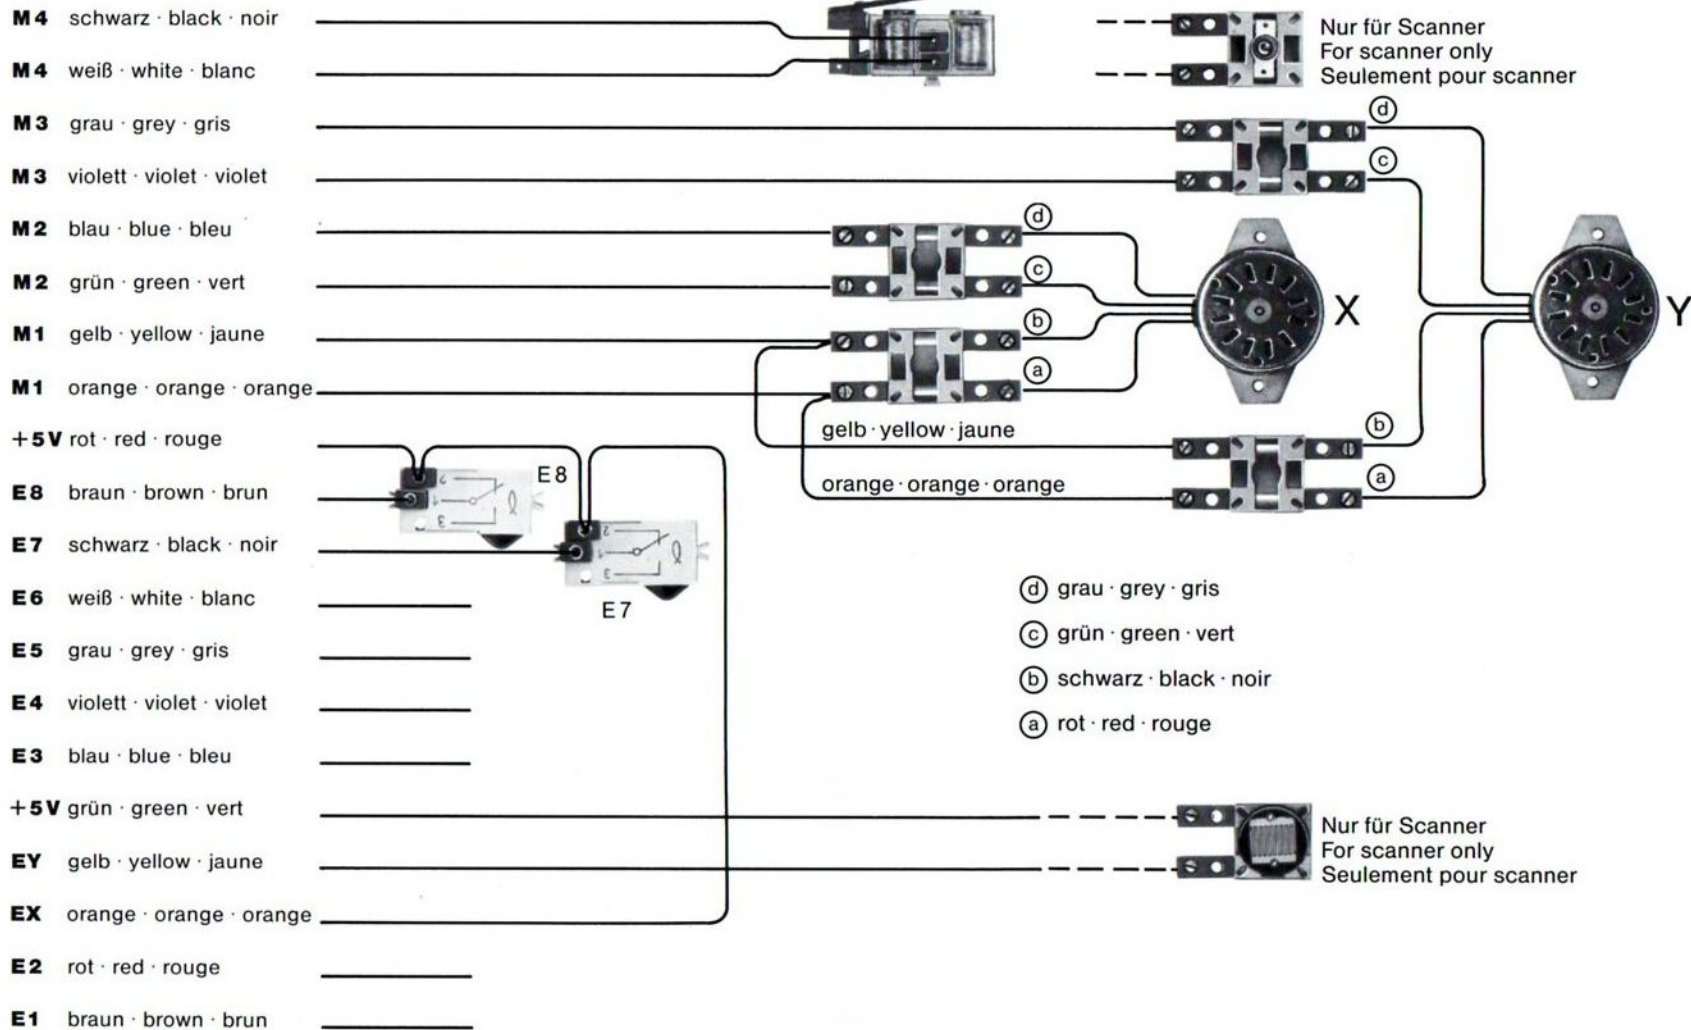 M4 schwarz · black · noir
M4 weiß · white · blanc
M3 grau · grey · gris
M3 violett · violet · violet
M2 blau · blue · bleu
M2 grün · green · vert
M1 gelb · yellow · jaune
M1 orange · orange · orange
+5V rot · red · rouge
E8 braun · brown · brun
E7 schwarz · black · noir
E6 weiß · white · blanc
E5 grau · grey · gris
E4 violett · violet · violet
E3 blau · blue · bleu
+5V grün · green · vert
EY gelb · yellow · jaune
EX orange · orange · orange
E2 rot · red · rouge
E1 braun · brown · brun
Nur für Scanner
For scanner only
Seulement pour scanner
d
c
d
c
b
a
X
Y
gelb · yellow · jaune
orange · orange · orange
b
a
E8
2
1
3
E7
2
1
3
d grau · grey · gris
c grün · green · vert
b schwarz · black · noir
a rot · red · rouge
Nur für Scanner
For scanner only
Seulement pour scanner